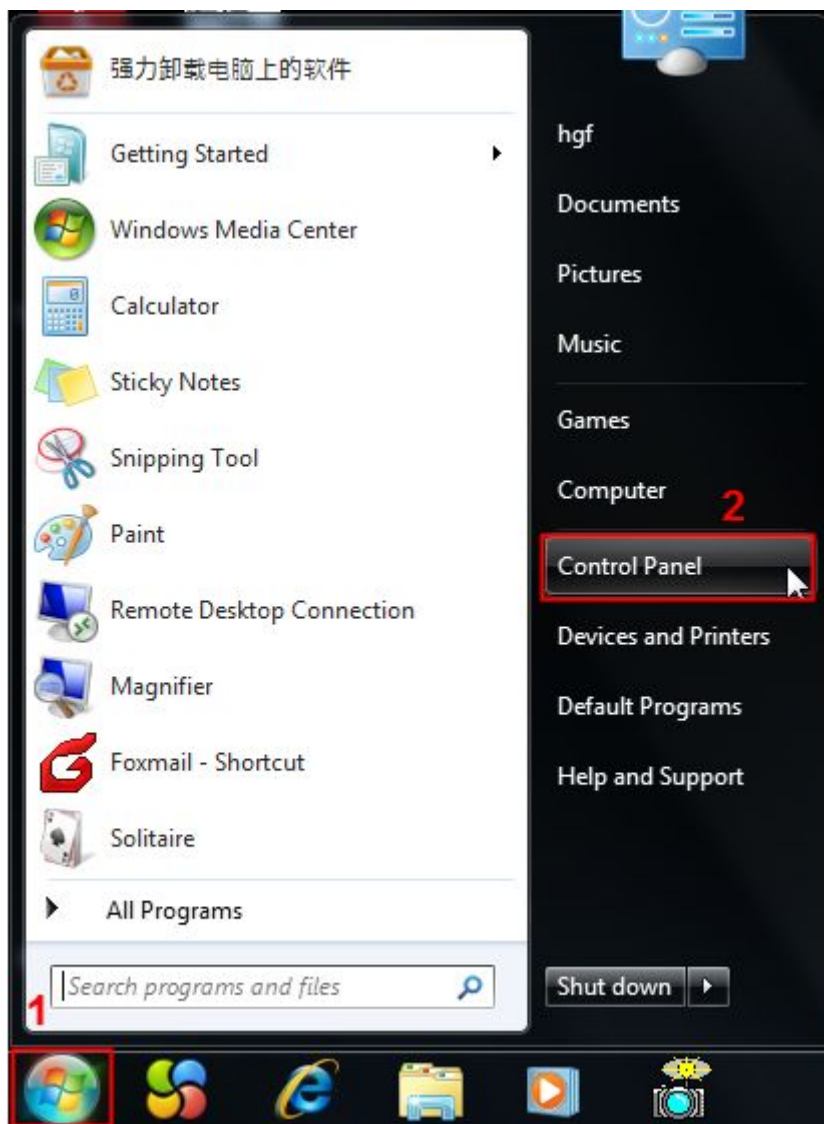 强力卸载电脑上的软件
Getting Started
Windows Media Center
Calculator
Sticky Notes
Snipping Tool
Paint
Remote Desktop Connection
Magnifier
Foxmail - Shortcut
Solitaire
All Programs
Search programs and files
1
hgf
Documents
Pictures
Music
Games
Computer
2
Control Panel
Devices and Printers
Default Programs
Help and Support
Shut down